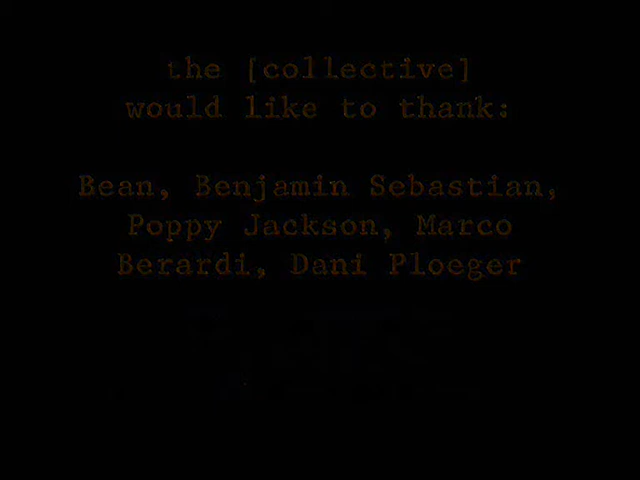 the [collective]
would like to thank:
Bean, Benjamin Sebastian,
Poppy Jackson, Marco
Berardi, Dani Ploeger